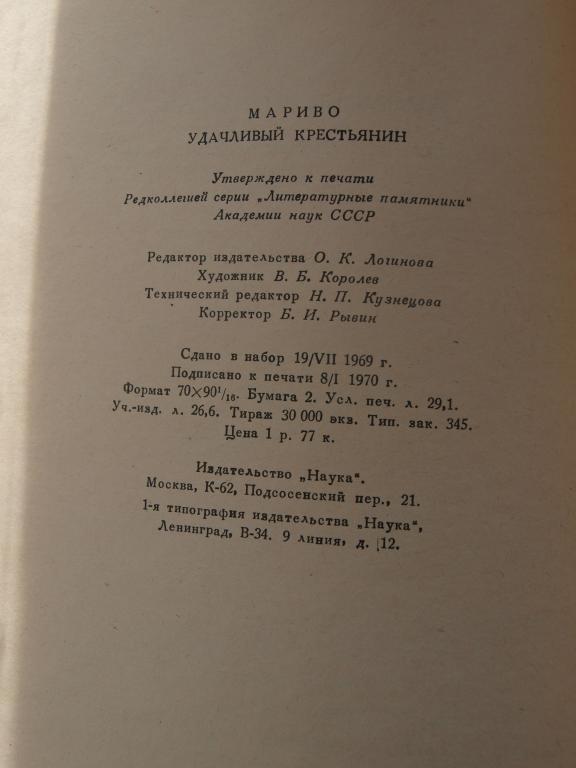 МАРИВО
УДАЧЛИВЫЙ КРЕСТЬЯНИН
Утверждено к печати
Редколлегией серии „Литературные памятники“
Академии наук СССР
Редактор издательства О. К. Логинова
Художник В. Б. Королев
Технический редактор Н. П. Кузнецова
Корректор Б. И. Рывин
Сдано в набор 19/VII 1969 г.
Подписано к печати 8/I 1970 г.
Формат 70×90¹/₁₆. Бумага 2. Усл. печ. л. 29,1.
Уч.-изд. л. 26,6. Тираж 30 000 экз. Тип. зак. 345.
Цена 1 р. 77 к.
Издательство „Наука“.
Москва, К-62, Подсосенский пер., 21.
1-я типография издательства „Наука“,
Ленинград, В-34. 9 линия, д. 12.